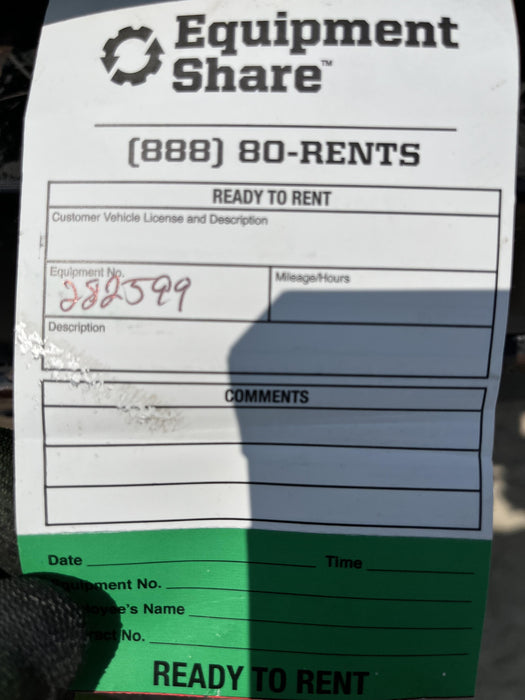 Equipment
Share™
(888) 80-RENTS
READY TO RENT
Customer Vehicle License and Description
Equipment No. Mileage/Hours
282599
Description
COMMENTS
Date Time
Equipment No.
Employee's Name
No.
READY TO RENT